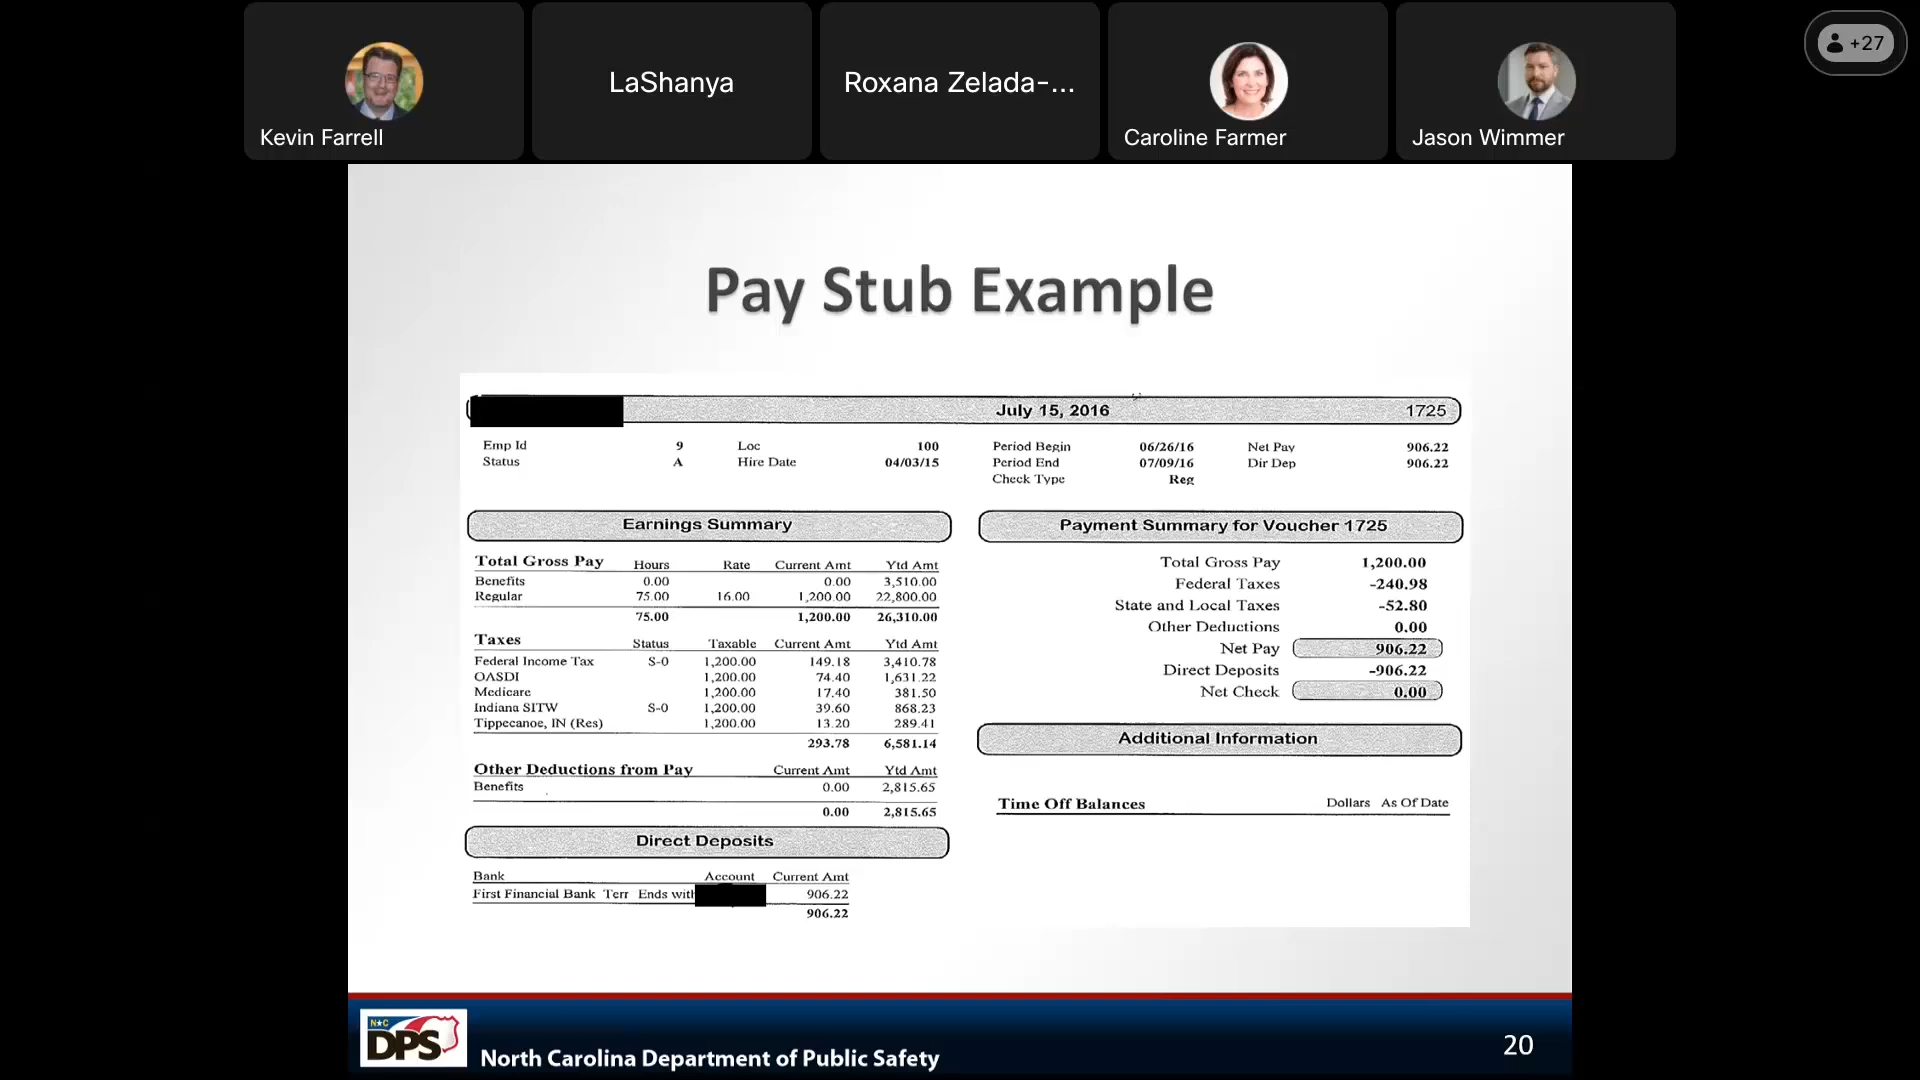 +27
LaShanya
Roxana Zelada-...
Kevin Farrell
Caroline Farmer
Jason Wimmer
Pay Stub Example
July 15, 2016 1725
Emp Id 9 Loc 100 Period Begin 06/26/16 Net Pay 906.22
Status A Hire Date 04/03/15 Period End 07/09/16 Dir Dep 906.22
Check Type Reg
Earnings Summary
Total Gross Pay Hours Rate Current Amt Ytd Amt
Benefits 0.00 0.00 3,510.00
Regular 75.00 16.00 1,200.00 22,800.00
75.00 1,200.00 26,310.00
Taxes Status Taxable Current Amt Ytd Amt
Federal Income Tax S-0 1,200.00 149.18 3,410.78
OASDI 1,200.00 74.40 1,631.22
Medicare 1,200.00 17.40 381.50
Indiana SITW S-0 1,200.00 39.60 868.23
Tippecanoe, IN (Res) 1,200.00 13.20 289.41
293.78 6,581.14
Other Deductions from Pay Current Amt Ytd Amt
Benefits 0.00 2,815.65
0.00 2,815.65
Direct Deposits
Bank Account Current Amt
First Financial Bank Terr Ends with 906.22
906.22
Payment Summary for Voucher 1725
Total Gross Pay 1,200.00
Federal Taxes -240.98
State and Local Taxes -52.80
Other Deductions 0.00
Net Pay 906.22
Direct Deposits -906.22
Net Check 0.00
Additional Information
Time Off Balances Dollars As Of Date
N★C
DPS
North Carolina Department of Public Safety
20